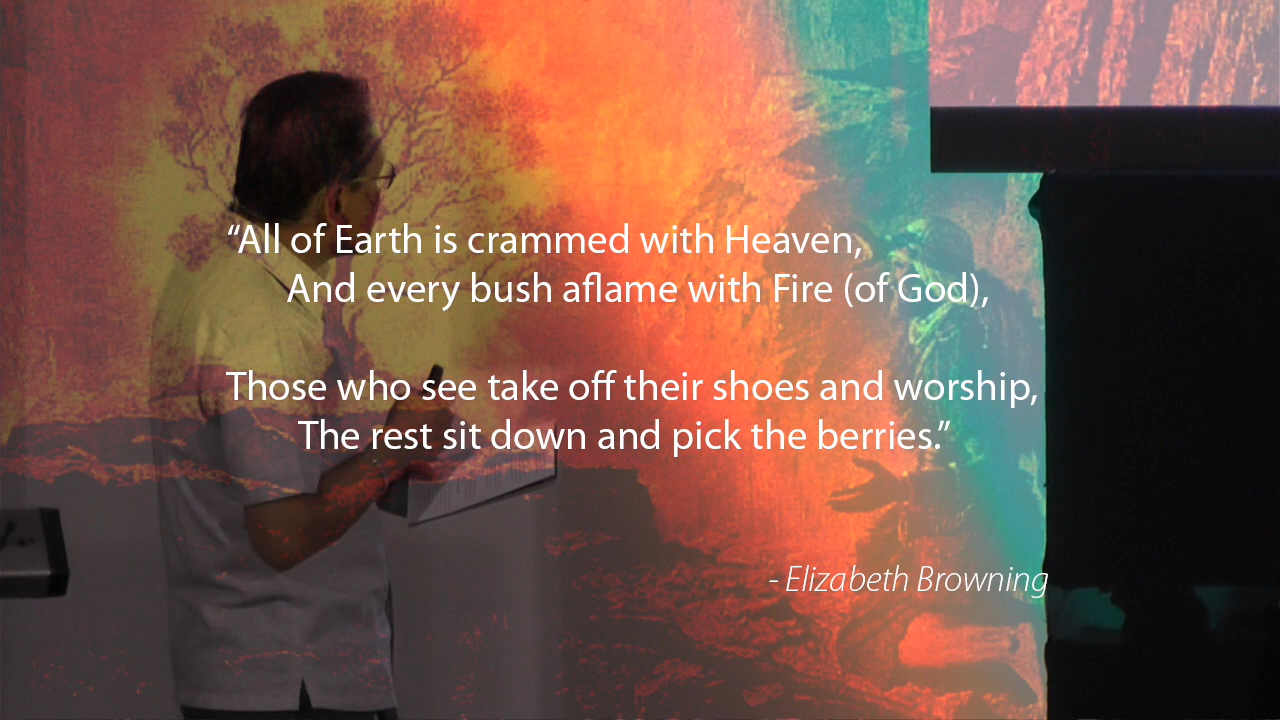 “All of Earth is crammed with Heaven,
And every bush aflame with Fire (of God),
Those who see take off their shoes and worship,
The rest sit down and pick the berries.”
- Elizabeth Browning